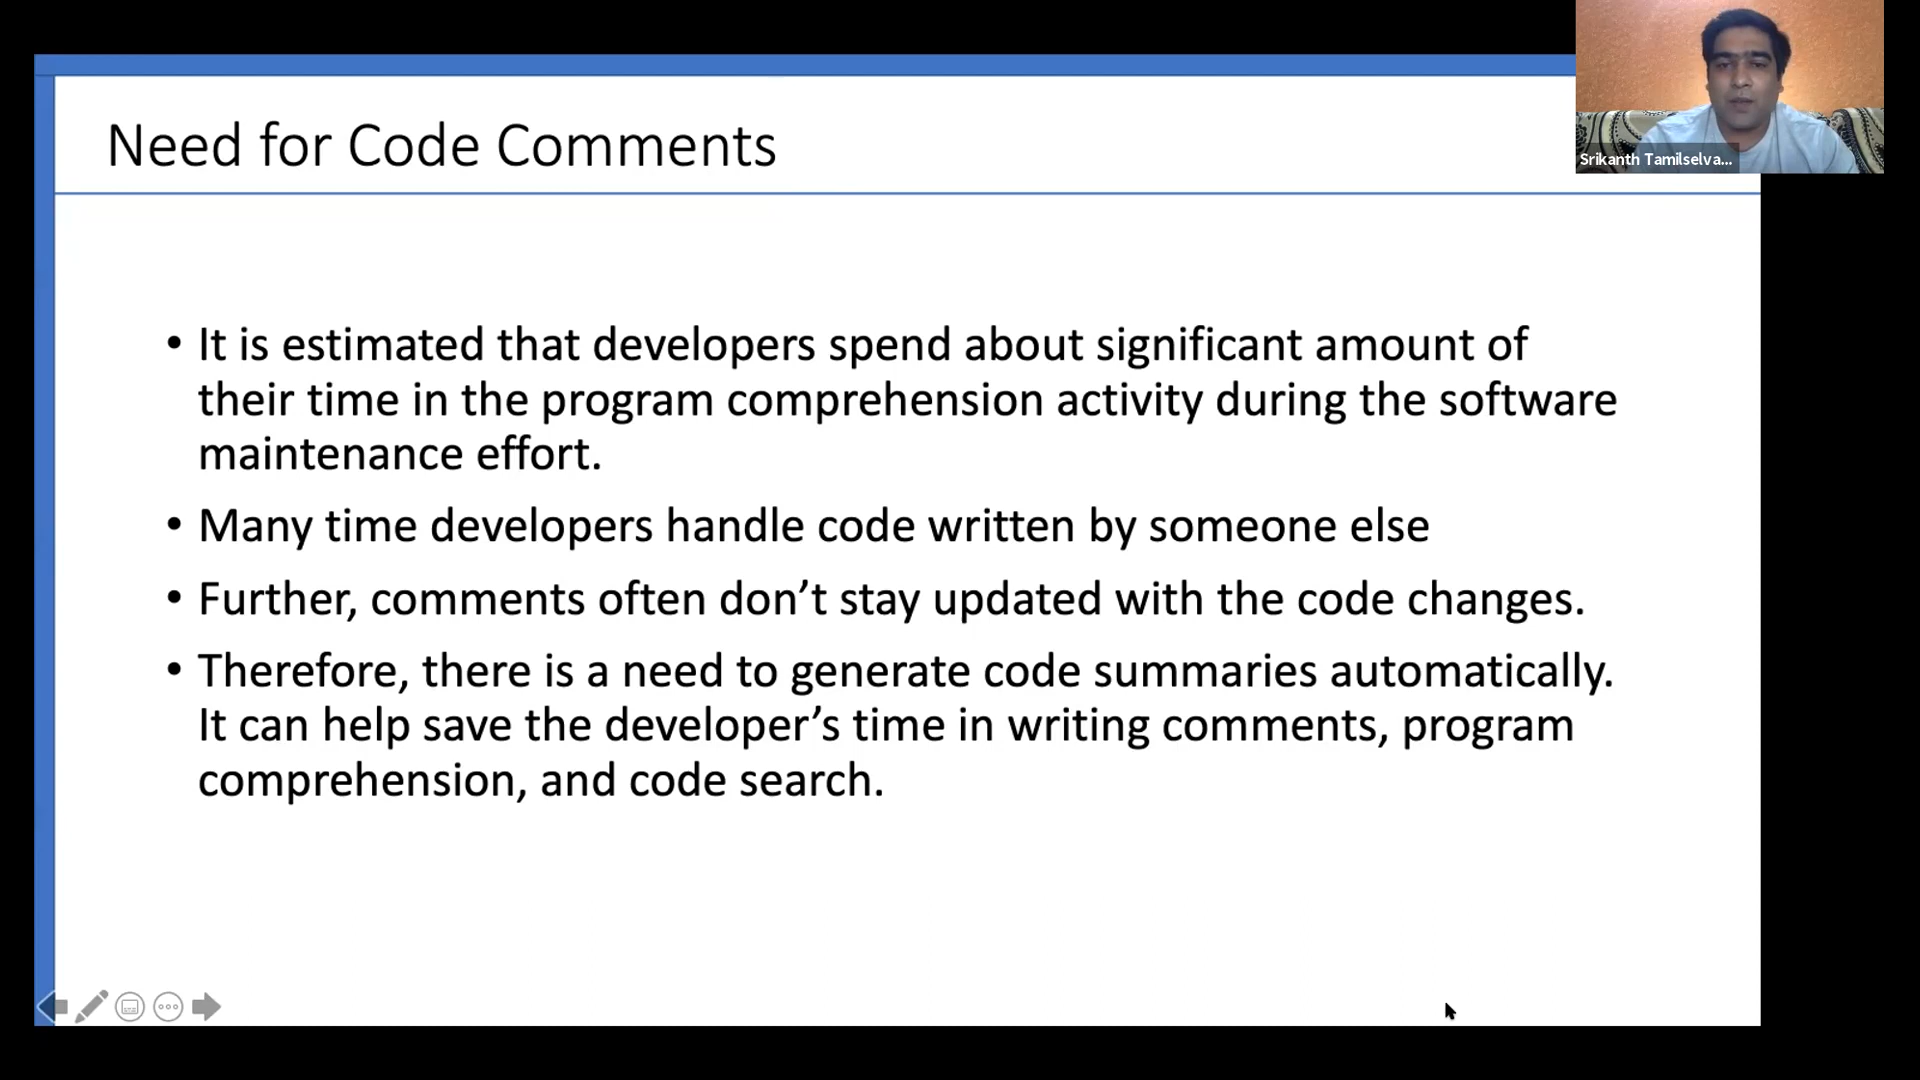 Need for Code Comments
Srikanth Tamilselva...
• It is estimated that developers spend about significant amount of
their time in the program comprehension activity during the software
maintenance effort.
• Many time developers handle code written by someone else
• Further, comments often don’t stay updated with the code changes.
• Therefore, there is a need to generate code summaries automatically.
It can help save the developer’s time in writing comments, program
comprehension, and code search.